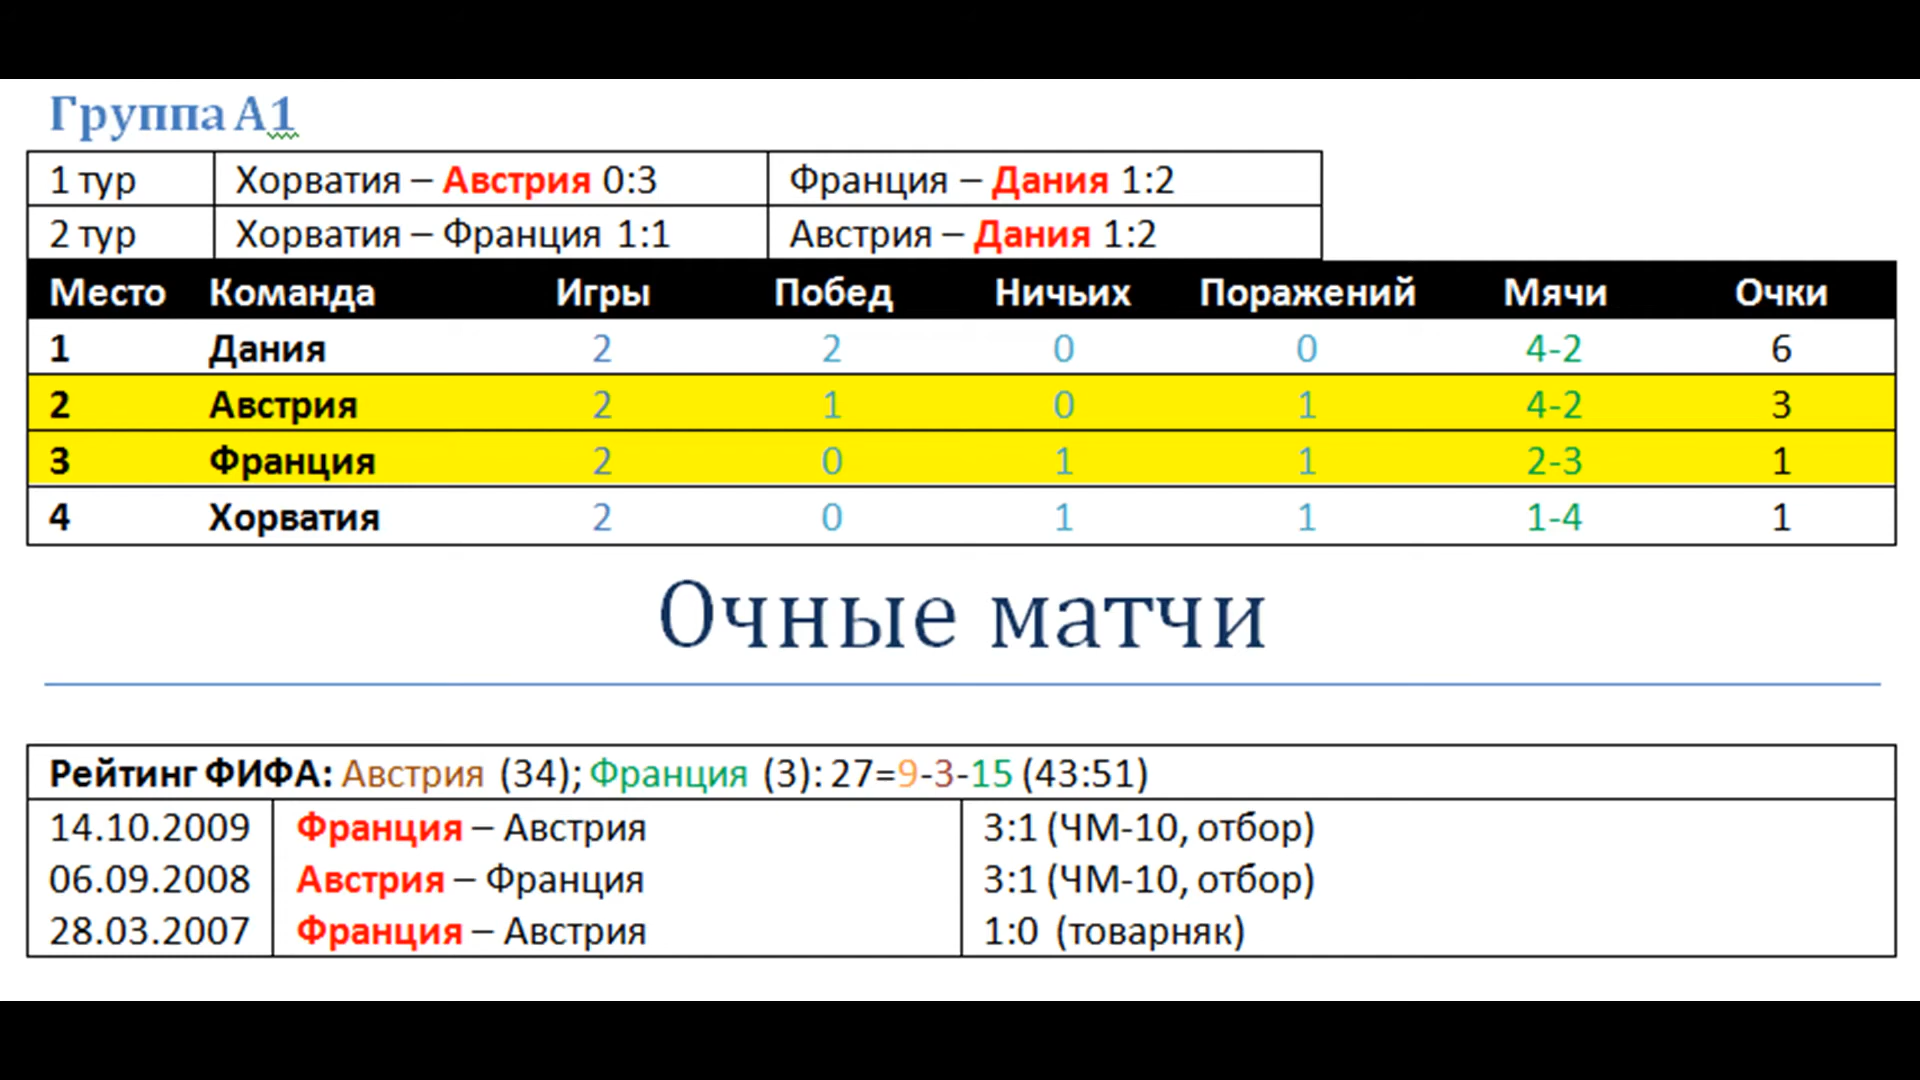 Группа А1
1 тур Хорватия – Австрия 0:3 Франция – Дания 1:2
2 тур Хорватия – Франция 1:1 Австрия – Дания 1:2
Место Команда Игры Побед Ничьих Поражений Мячи Очки
1 Дания 2 2 0 0 4-2 6
2 Австрия 2 1 0 1 4-2 3
3 Франция 2 0 1 1 2-3 1
4 Хорватия 2 0 1 1 1-4 1
Очные матчи
Рейтинг ФИФА: Австрия (34); Франция (3): 27=9-3-15 (43:51)
14.10.2009 Франция – Австрия 3:1 (ЧМ-10, отбор)
06.09.2008 Австрия – Франция 3:1 (ЧМ-10, отбор)
28.03.2007 Франция – Австрия 1:0 (товарняк)